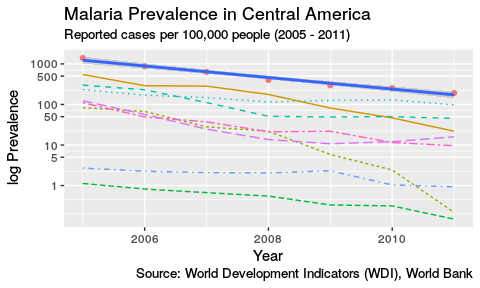 Malaria Prevalence in Central America
Reported cases per 100,000 people (2005 - 2011)
log Prevalence
1000
500
100
50
10
5
1
2006 2008 2010
Year
Source: World Development Indicators (WDI), World Bank